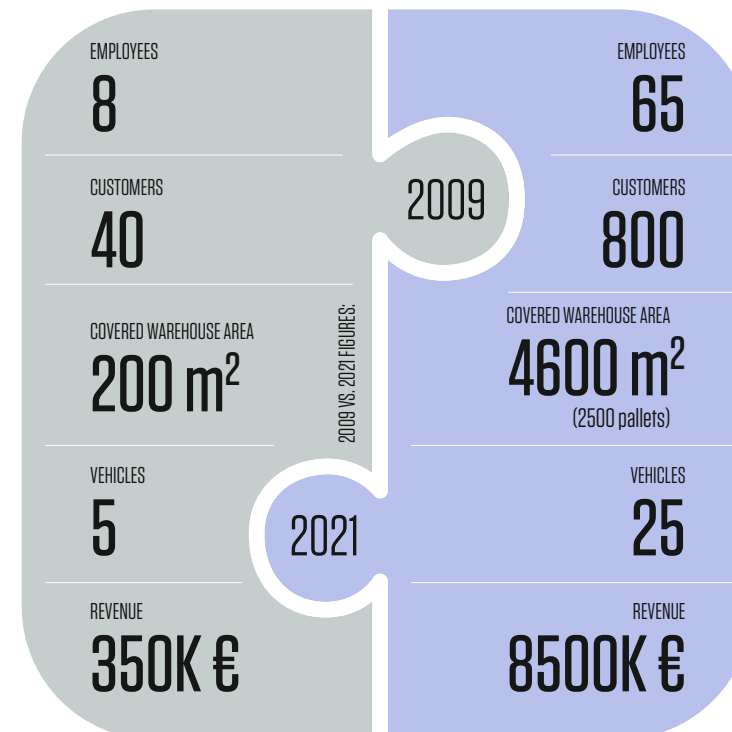 EMPLOYEES
8
CUSTOMERS
40
COVERED WAREHOUSE AREA
200 m²
VEHICLES
5
REVENUE
350K €
2009 VS. 2021 FIGURES:
2009
2021
EMPLOYEES
65
CUSTOMERS
800
COVERED WAREHOUSE AREA
4600 m²
(2500 pallets)
VEHICLES
25
REVENUE
8500K €